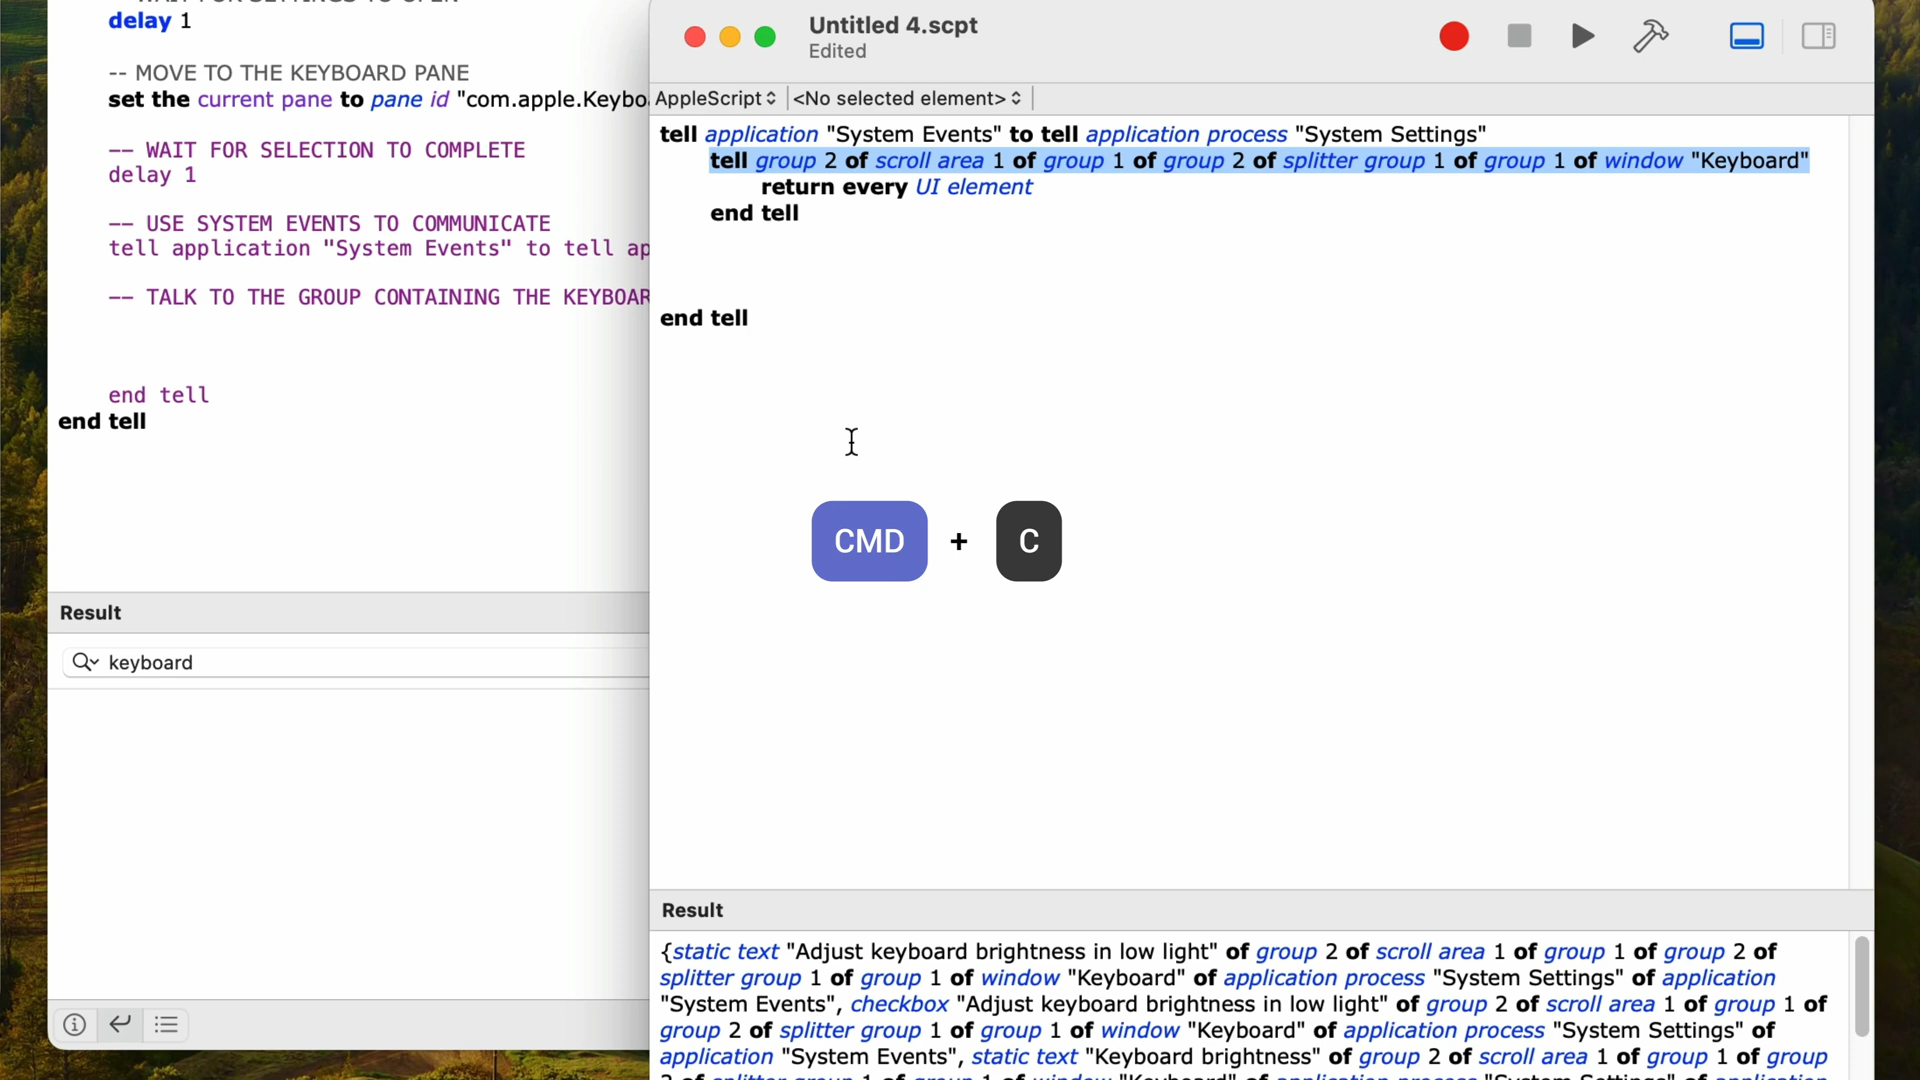 delay 1
-- MOVE TO THE KEYBOARD PANE
set the current pane to pane id "com.apple.Keybo
-- WAIT FOR SELECTION TO COMPLETE
delay 1
-- USE SYSTEM EVENTS TO COMMUNICATE
tell application "System Events" to tell ap
-- TALK TO THE GROUP CONTAINING THE KEYBOAR
end tell
end tell
Result
keyboard
Untitled 4.scpt
Edited
AppleScript <No selected element>
tell application "System Events" to tell application process "System Settings"
tell group 2 of scroll area 1 of group 1 of group 2 of splitter group 1 of group 1 of window "Keyboard"
return every UI element
end tell
end tell
CMD + C
Result
{static text "Adjust keyboard brightness in low light" of group 2 of scroll area 1 of group 1 of group 2 of
splitter group 1 of group 1 of window "Keyboard" of application process "System Settings" of application
"System Events", checkbox "Adjust keyboard brightness in low light" of group 2 of scroll area 1 of group 1 of
group 2 of splitter group 1 of group 1 of window "Keyboard" of application process "System Settings" of
application "System Events", static text "Keyboard brightness" of group 2 of scroll area 1 of group 1 of group